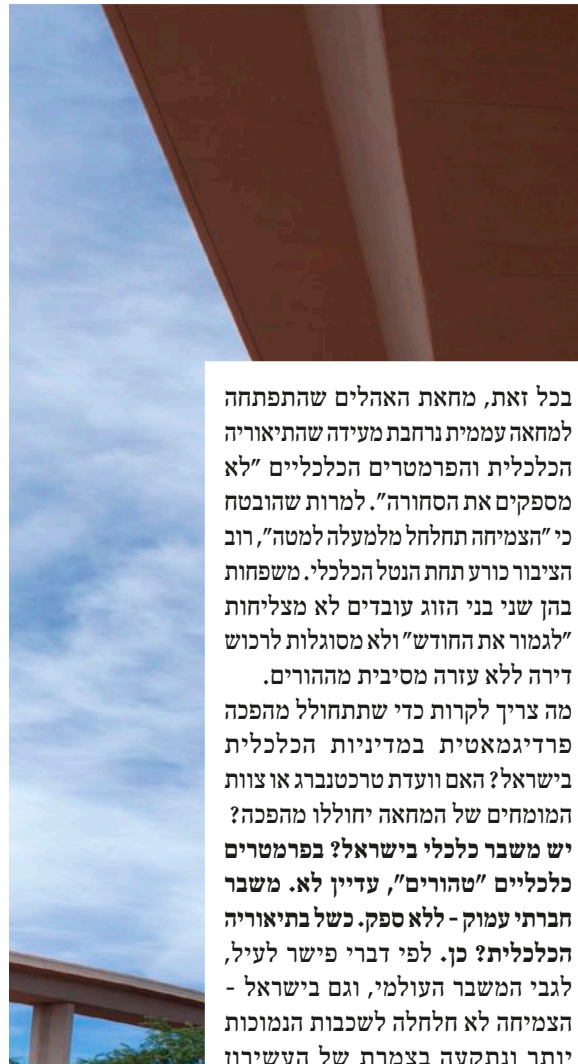 בכל זאת, מחאת האהלים שהתפתחה
למחאה עממית נרחבת מעידה שהתיאוריה
הכלכלית והפרמטרים הכלכליים "לא
מספקים את הסחורה". למרות שהובטח
כי "הצמיחה תחלחל מלמעלה למטה", רוב
הציבור כורע תחת הנטל הכלכלי. משפחות
בהן שני בני הזוג עובדים לא מצליחות
"לגמור את החודש" ולא מסוגלות לרכוש
דירה ללא עזרה מסיבית מההורים.
מה צריך לקרות כדי שתתחולל מהפכה
פרדיגמאטית במדיניות הכלכלית
בישראל? האם וועדת טרכטנברג או צוות
המומחים של המחאה יחוללו מהפכה?
יש משבר כלכלי בישראל? בפרמטרים
כלכליים "טהורים", עדיין לא. משבר
חברתי עמוק - ללא ספק. כשל בתיאוריה
הכלכלית? כן. לפי דברי פישר לעיל,
לגבי המשבר העולמי, וגם בישראל -
הצמיחה לא חלחלה לשכבות הנמוכות
יותר ונתקעה בצמרת של העשירון